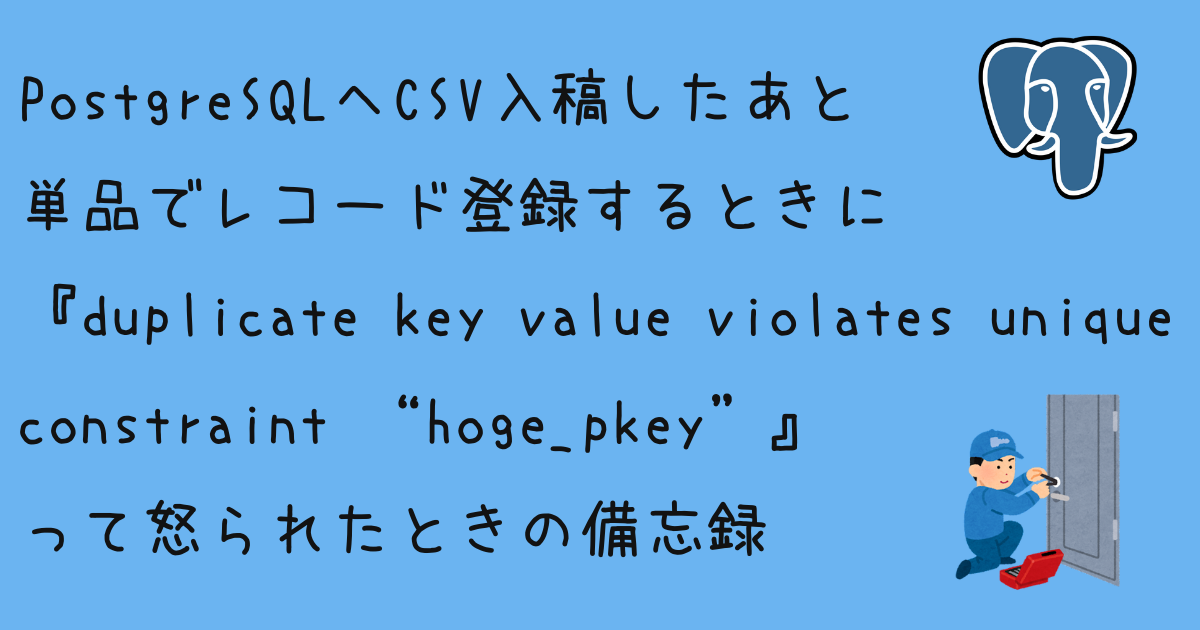 PostgreSQLへCSV入稿したあと
単品でレコード登録するときに
『duplicate key value violates unique
constraint “hoge_pkey”』
って怒られたときの備忘録